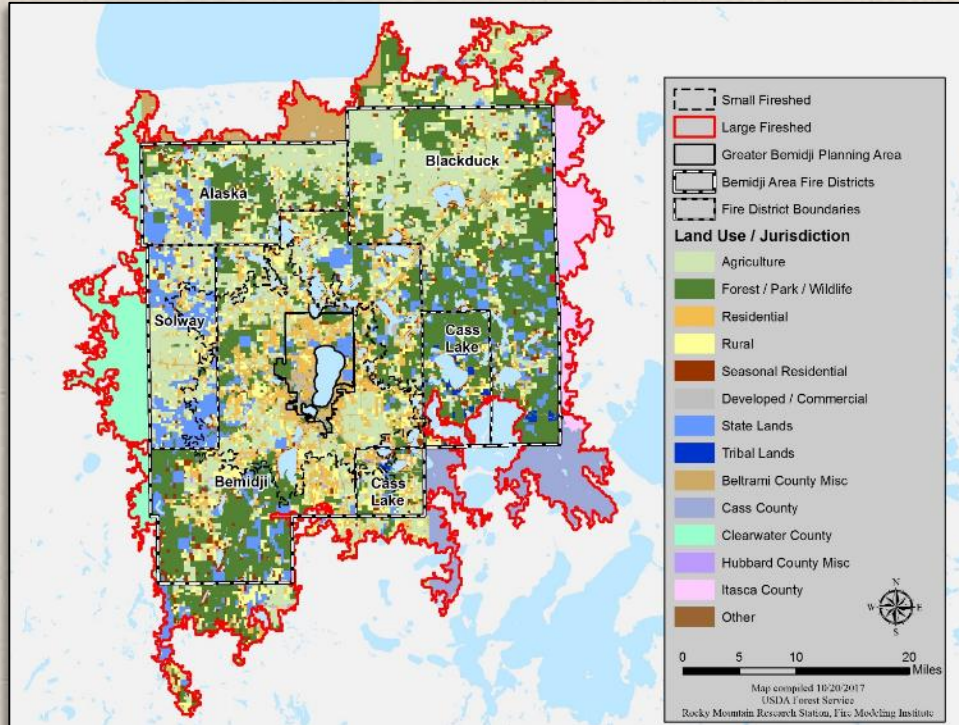 Blackduck
Alaska
Solway
Cass
Lake
Bemidji
Cass
Lake
Small Fireshed
Large Fireshed
Greater Bemidji Planning Area
Bemidji Area Fire Districts
Fire District Boundaries
Land Use / Jurisdiction
Agriculture
Forest / Park / Wildlife
Residential
Rural
Seasonal Residential
Developed / Commercial
State Lands
Tribal Lands
Beltrami County Misc
Cass County
Clearwater County
Hubbard County Misc
Itasca County
Other
N
W E
S
0 5 10 20
Miles
Map compiled 10/20/2017
USDA Forest Service
Rocky Mountain Research Station, Fire Modeling Institute